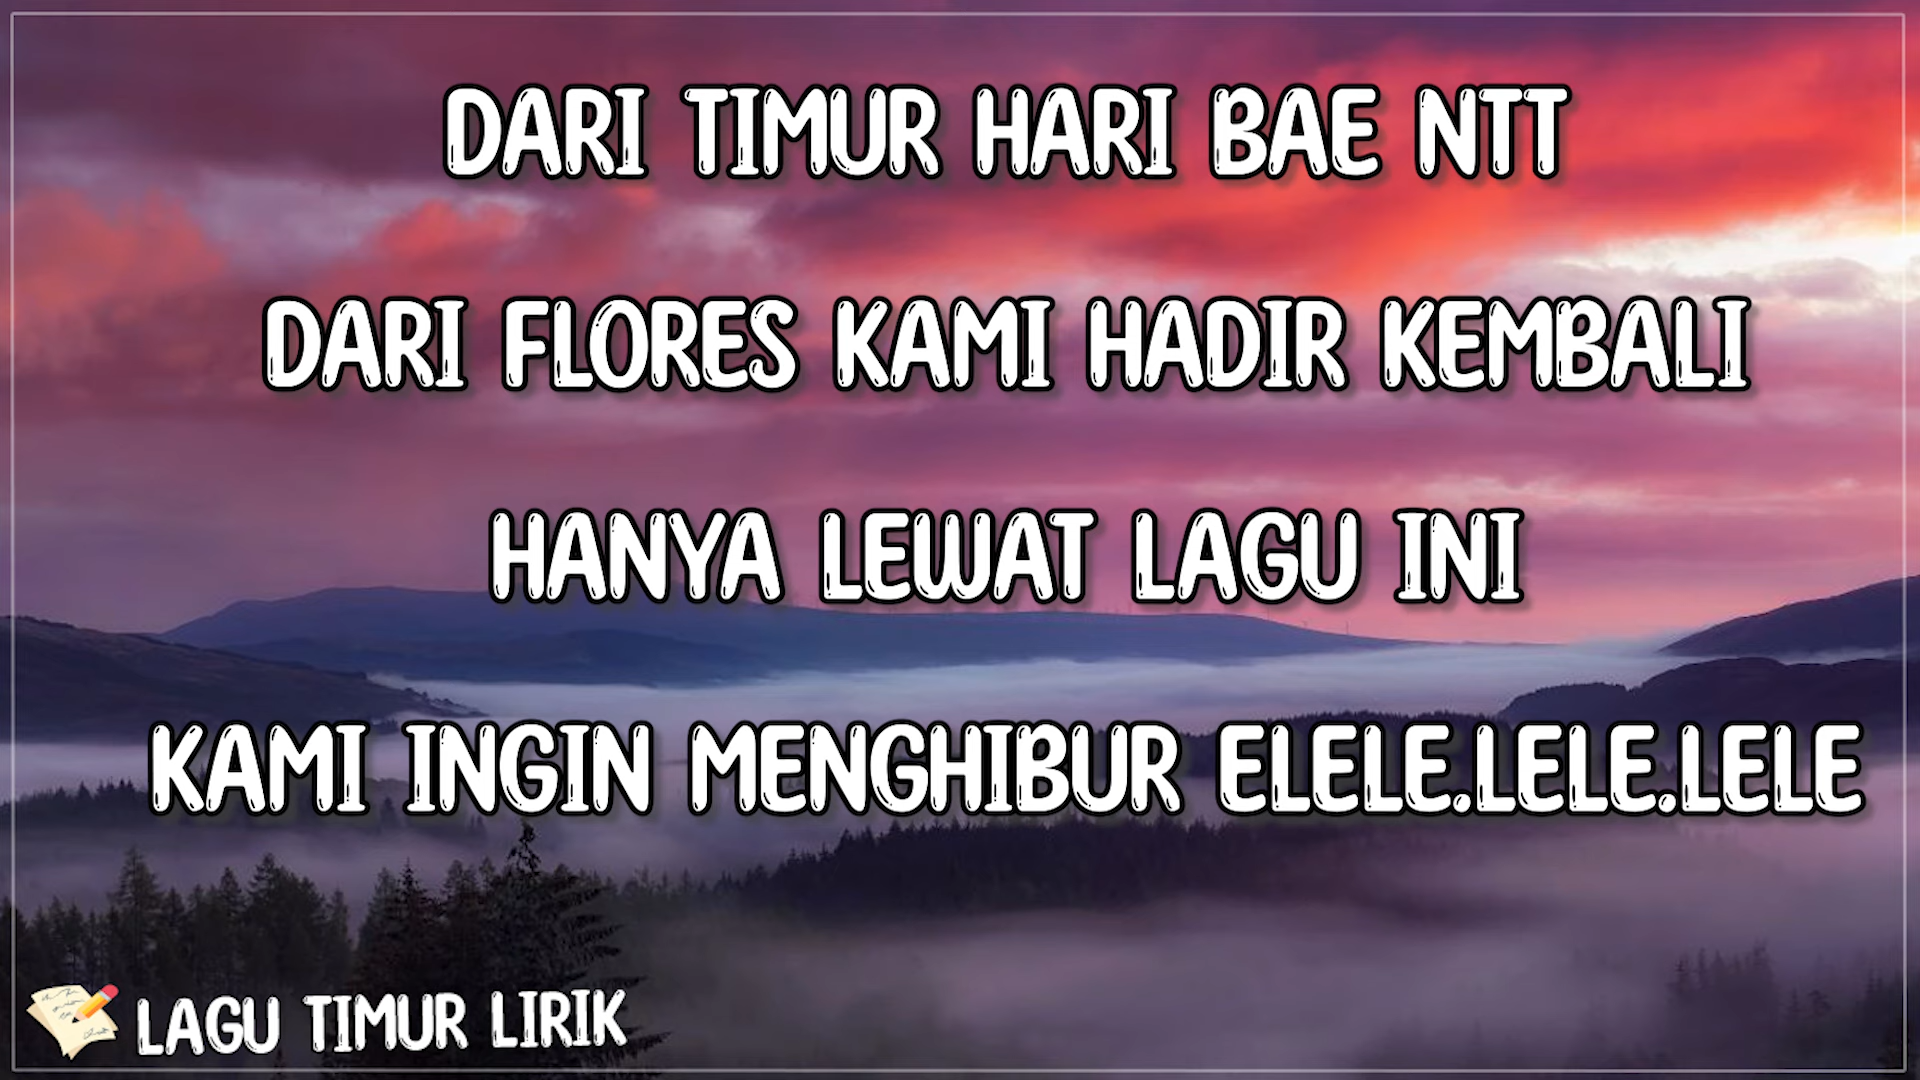 DARI TIMUR HARI BAE NTT
DARI FLORES KAMI HADIR KEMBALI
HANYA LEWAT LAGU INI
KAMI INGIN MENGHIBUR ELELE.LELE.LELE
LAGU TIMUR LIRIK